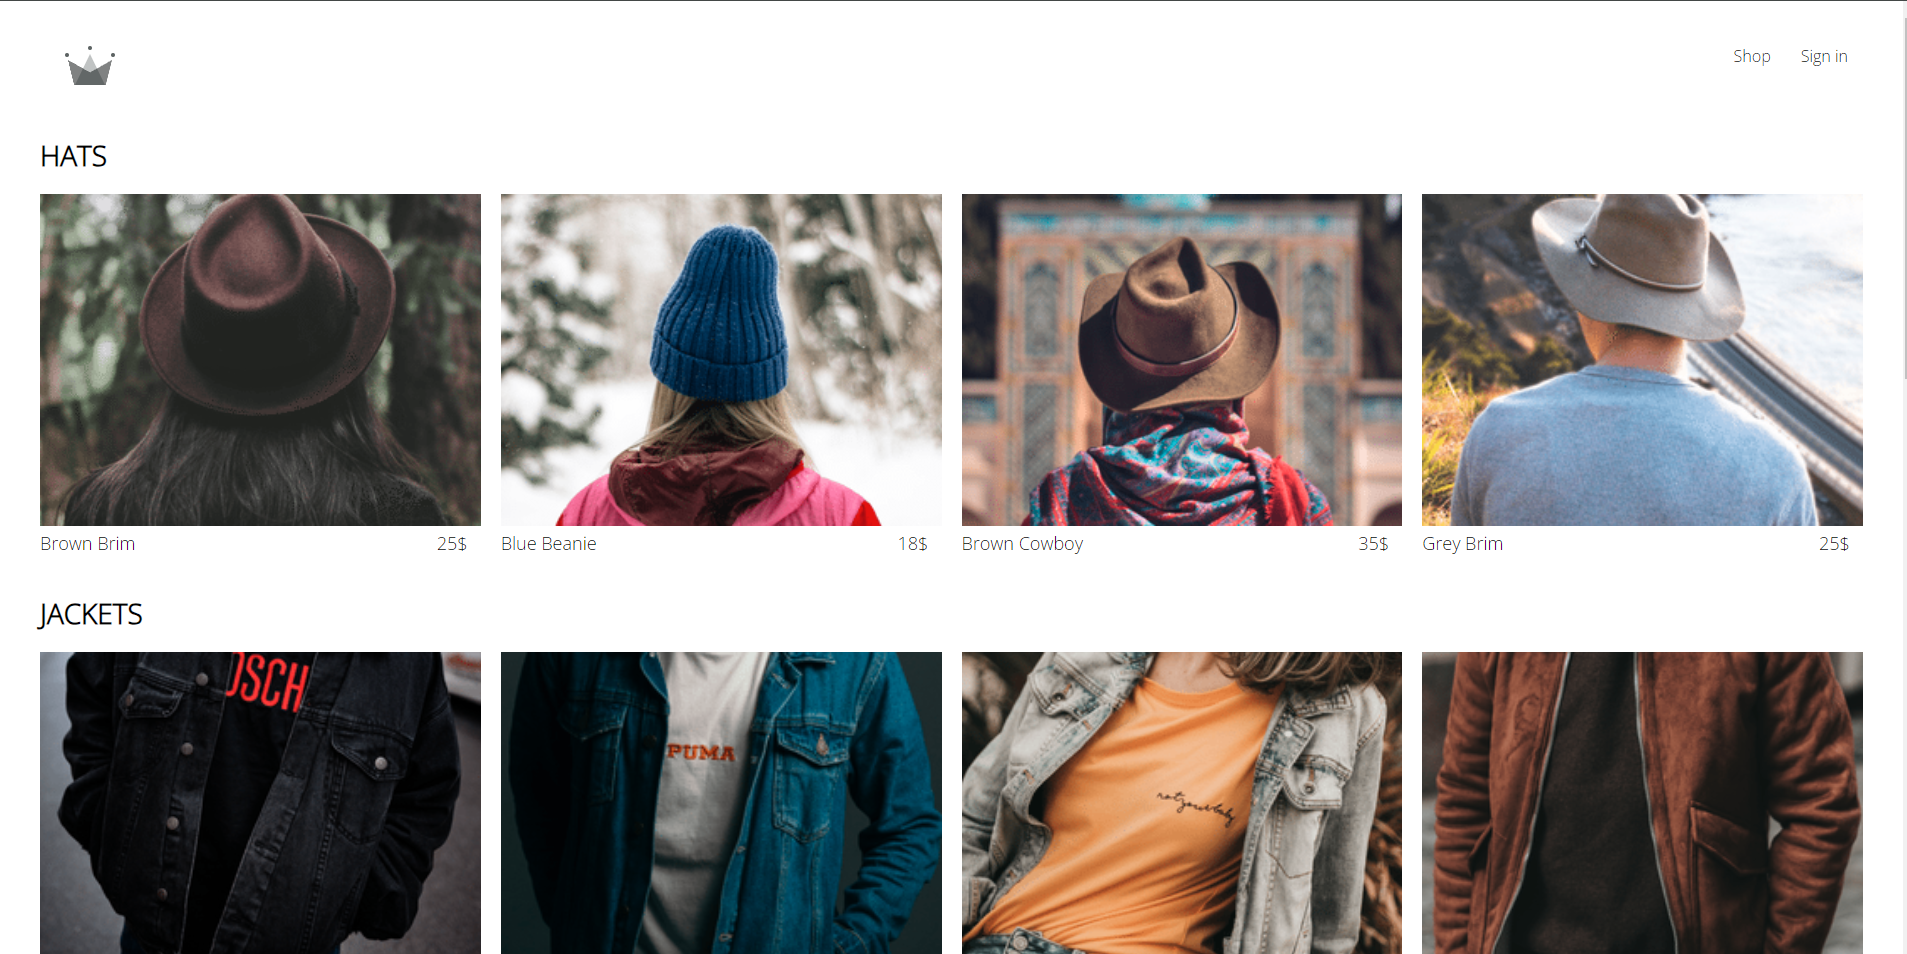 Shop Sign in
HATS
Brown Brim 25$ Blue Beanie 18$ Brown Cowboy 35$ Grey Brim 25$
JACKETS
OSCH
PUMA
notyourbaby